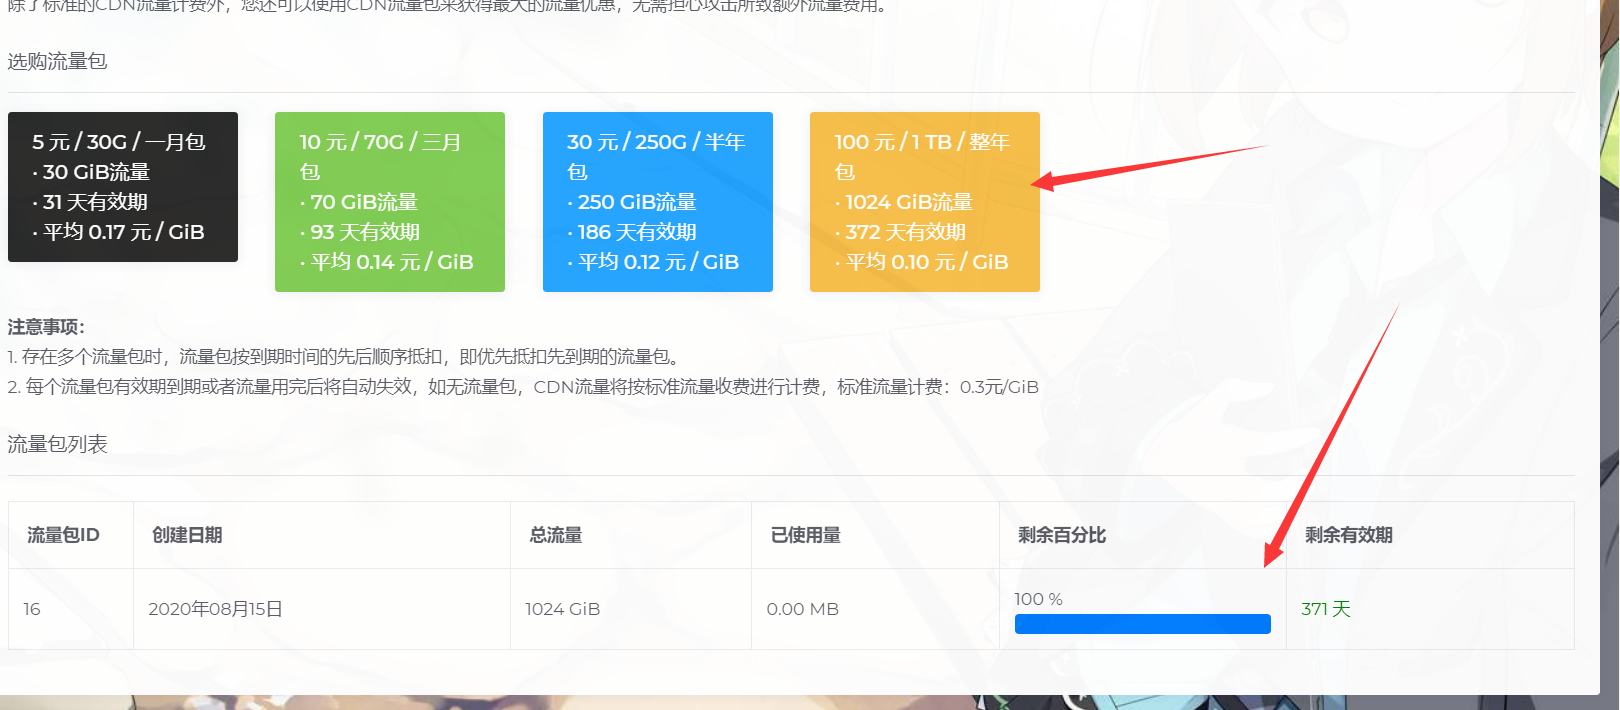 除了标准的CDN流量计费外，您还可以使用CDN流量包来获得最大的流量优惠，无需担心攻击所致额外流量费用。
选购流量包
5 元 / 30G / 一月包
· 30 GiB流量
· 31 天有效期
· 平均 0.17 元 / GiB
10 元 / 70G / 三月
包
· 70 GiB流量
· 93 天有效期
· 平均 0.14 元 / GiB
30 元 / 250G / 半年
包
· 250 GiB流量
· 186 天有效期
· 平均 0.12 元 / GiB
100 元 / 1 TB / 整年
包
· 1024 GiB流量
· 372 天有效期
· 平均 0.10 元 / GiB
注意事项：
1. 存在多个流量包时，流量包按到期时间的先后顺序抵扣，即优先抵扣先到期的流量包。
2. 每个流量包有效期到期或者流量用完后将自动失效，如无流量包，CDN流量将按标准流量收费进行计费，标准流量计费：0.3元/GiB
流量包列表
流量包ID 创建日期 总流量 已使用量 剩余百分比 剩余有效期
16 2020年08月15日 1024 GiB 0.00 MB 100 % 371 天